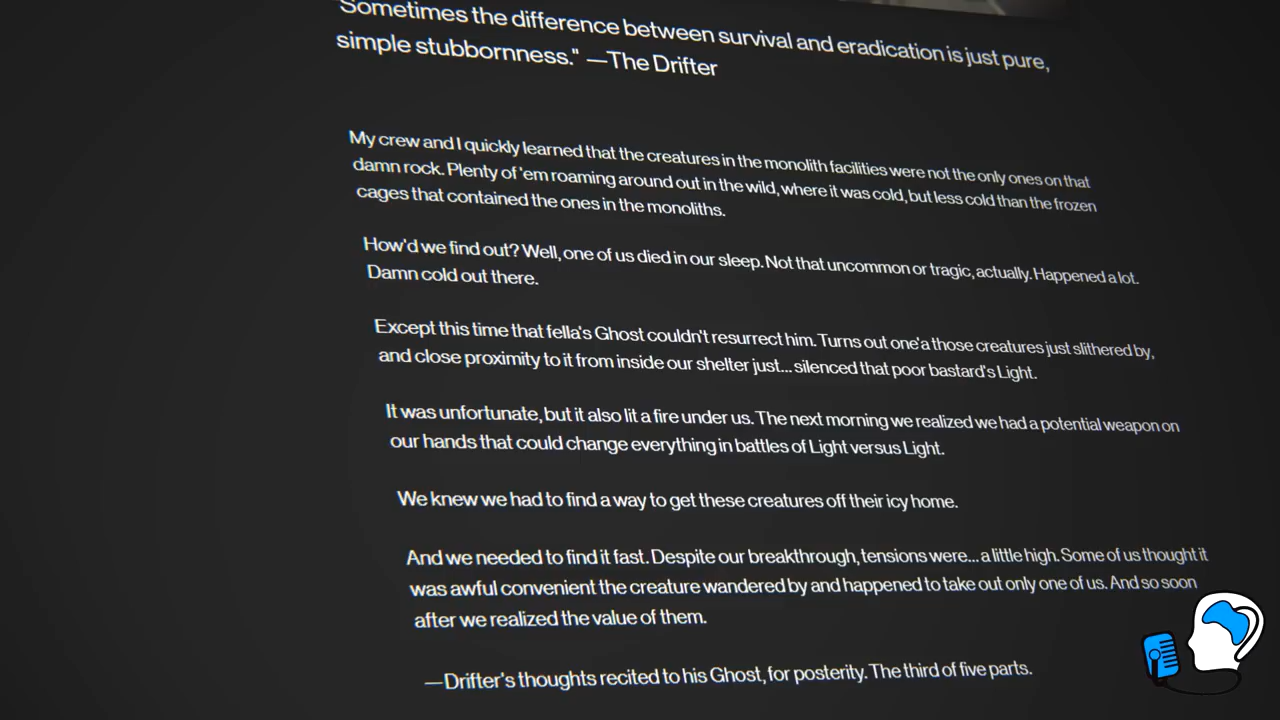 "Sometimes the difference between survival and eradication is just pure,
simple stubbornness." —The Drifter
My crew and I quickly learned that the creatures in the monolith facilities were not the only ones on that
damn rock. Plenty of 'em roaming around out in the wild, where it was cold, but less cold than the frozen
cages that contained the ones in the monoliths.
How'd we find out? Well, one of us died in our sleep. Not that uncommon or tragic, actually. Happened a lot.
Damn cold out there.
Except this time that fella's Ghost couldn't resurrect him. Turns out one'a those creatures just slithered by,
and close proximity to it from inside our shelter just... silenced that poor bastard's Light.
It was unfortunate, but it also lit a fire under us. The next morning we realized we had a potential weapon on
our hands that could change everything in battles of Light versus Light.
We knew we had to find a way to get these creatures off their icy home.
And we needed to find it fast. Despite our breakthrough, tensions were... a little high. Some of us thought it
was awful convenient the creature wandered by and happened to take out only one of us. And so soon
after we realized the value of them.
—Drifter's thoughts recited to his Ghost, for posterity. The third of five parts.